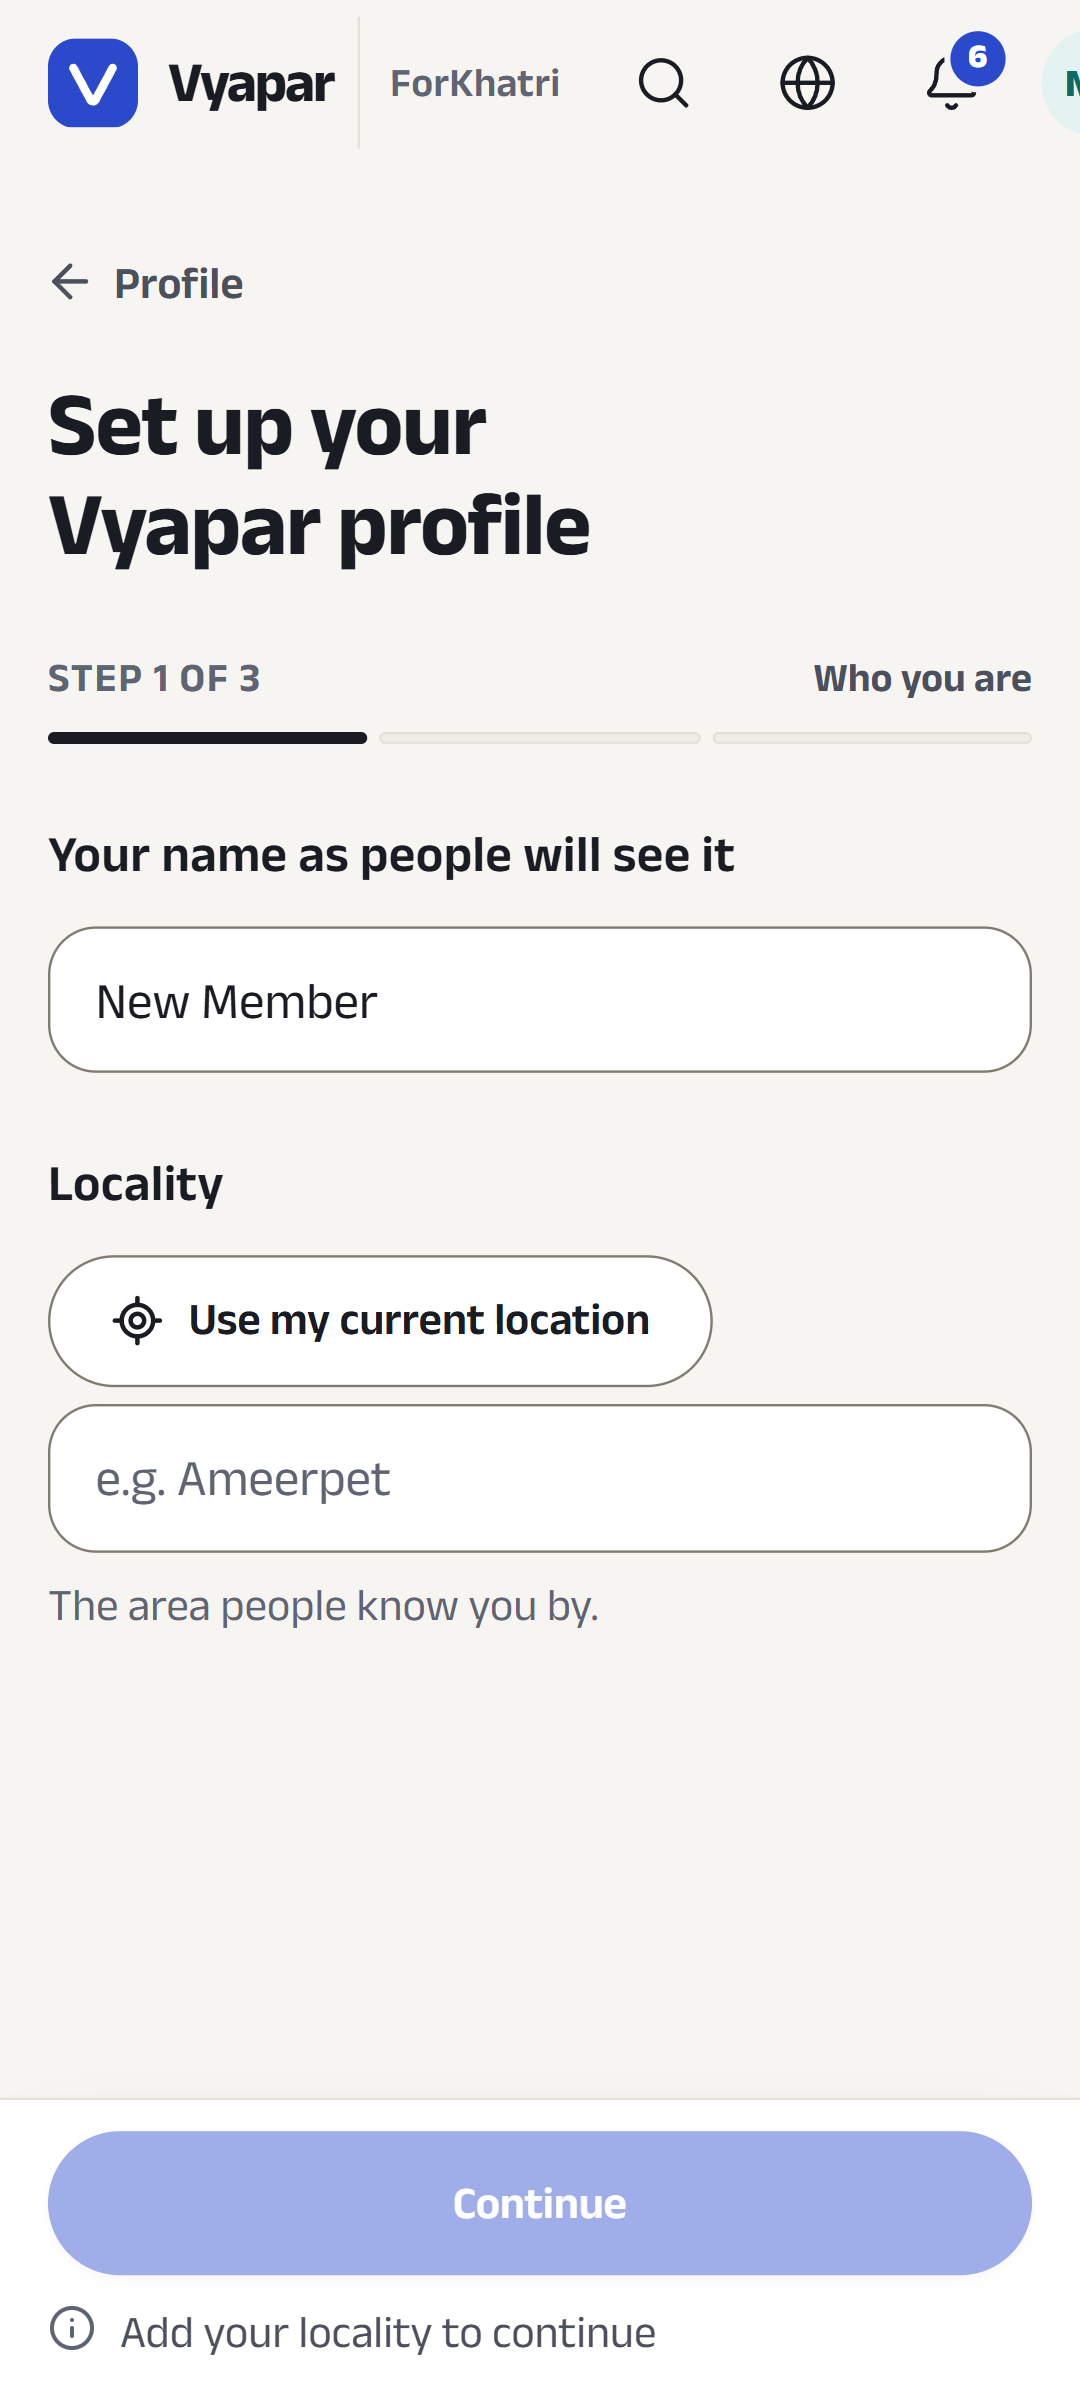 Vyapar
ForKhatri
6
Profile
Set up your
Vyapar profile
STEP 1 OF 3
Who you are
Your name as people will see it
New Member
Locality
Use my current location
e.g. Ameerpet
The area people know you by.
Continue
Add your locality to continue